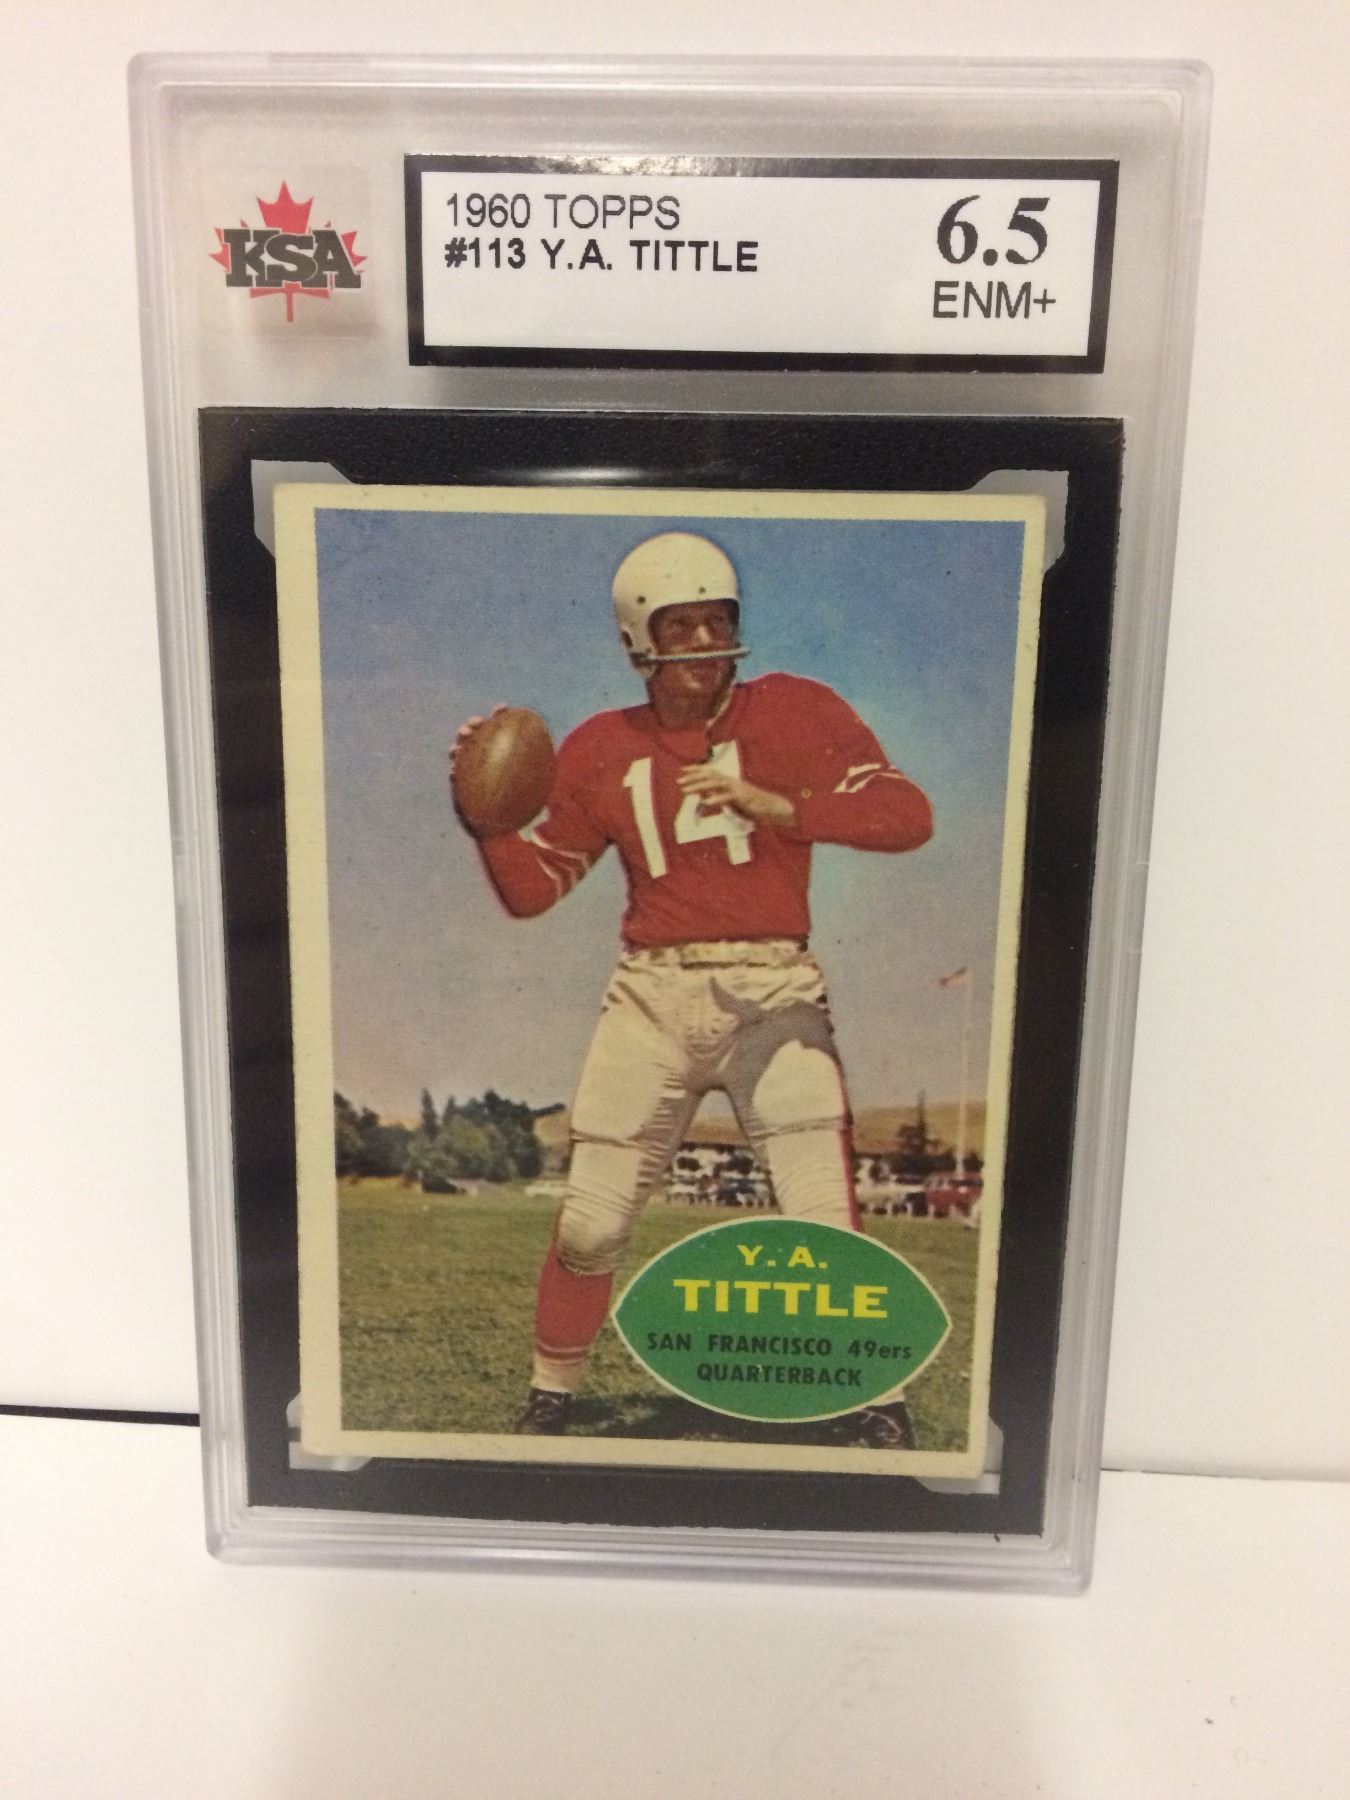 KSA
1960 TOPPS
#113 Y.A. TITTLE
6.5
ENM+
14
Y. A.
TITTLE
SAN FRANCISCO 49ers
QUARTERBACK